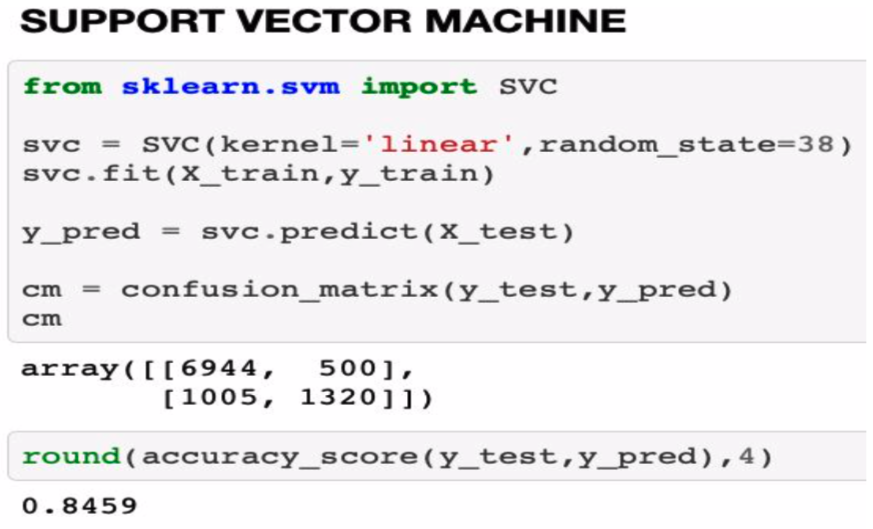 SUPPORT VECTOR MACHINE
from sklearn.svm import SVC
svc = SVC(kernel='linear',random_state=38)
svc.fit(X_train,y_train)
y_pred = svc.predict(X_test)
cm = confusion_matrix(y_test,y_pred)
cm
array([[6944,  500],
       [1005, 1320]])
round(accuracy_score(y_test,y_pred),4)
0.8459